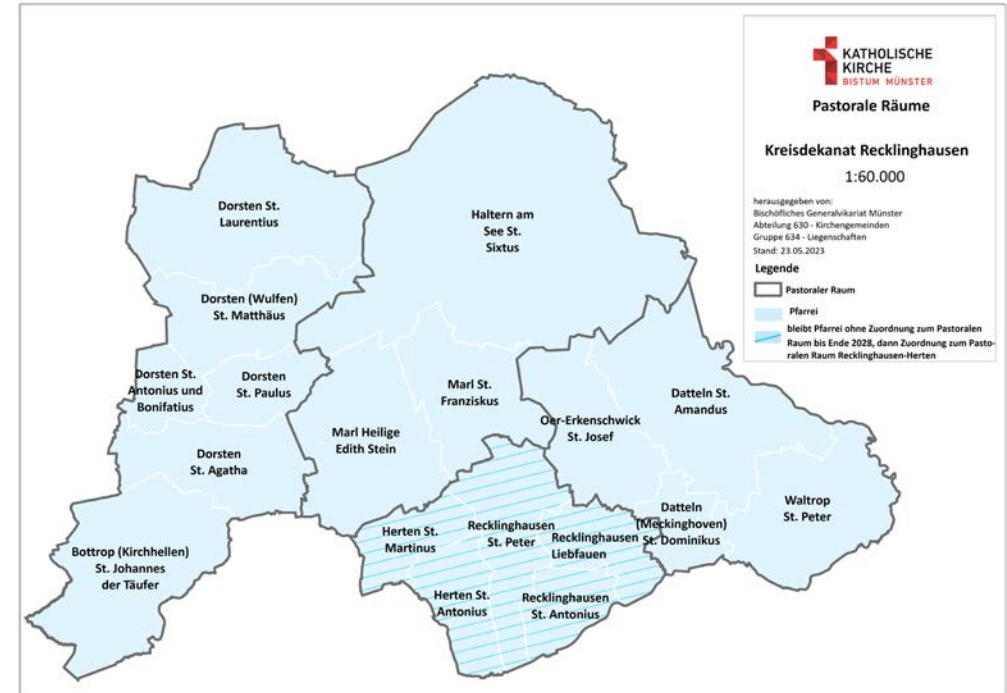 KATHOLISCHE
KIRCHE
BISTUM MÜNSTER
Pastorale Räume
Kreisdekanat Recklinghausen
1:60.000
herausgegeben von:
Bischöfliches Generalvikariat Münster
Abteilung 630 - Kirchengemeinden
Gruppe 634 - Liegenschaften
Stand: 23.05.2023
Legende
Pastoraler Raum
Pfarrei
bleibt Pfarrei ohne Zuordnung zum Pastoralen
Raum bis Ende 2028, dann Zuordnung zum Pasto-
ralen Raum Recklinghausen-Herten
Dorsten St.
Laurentius
Haltern am
See St.
Sixtus
Dorsten (Wulfen)
St. Matthäus
Dorsten St.
Antonius und
Bonifatius
Dorsten
St. Paulus
Marl St.
Franziskus
Datteln St.
Amandus
Oer-Erkenschwick
St. Josef
Marl Heilige
Edith Stein
Dorsten
St. Agatha
Waltrop
St. Peter
Datteln
(Meckinghoven)
St. Dominikus
Herten St.
Martinus
Recklinghausen
St. Peter
Recklinghausen
Liebfauen
Bottrop (Kirchhellen)
St. Johannes
der Täufer
Herten St.
Antonius
Recklinghausen
St. Antonius